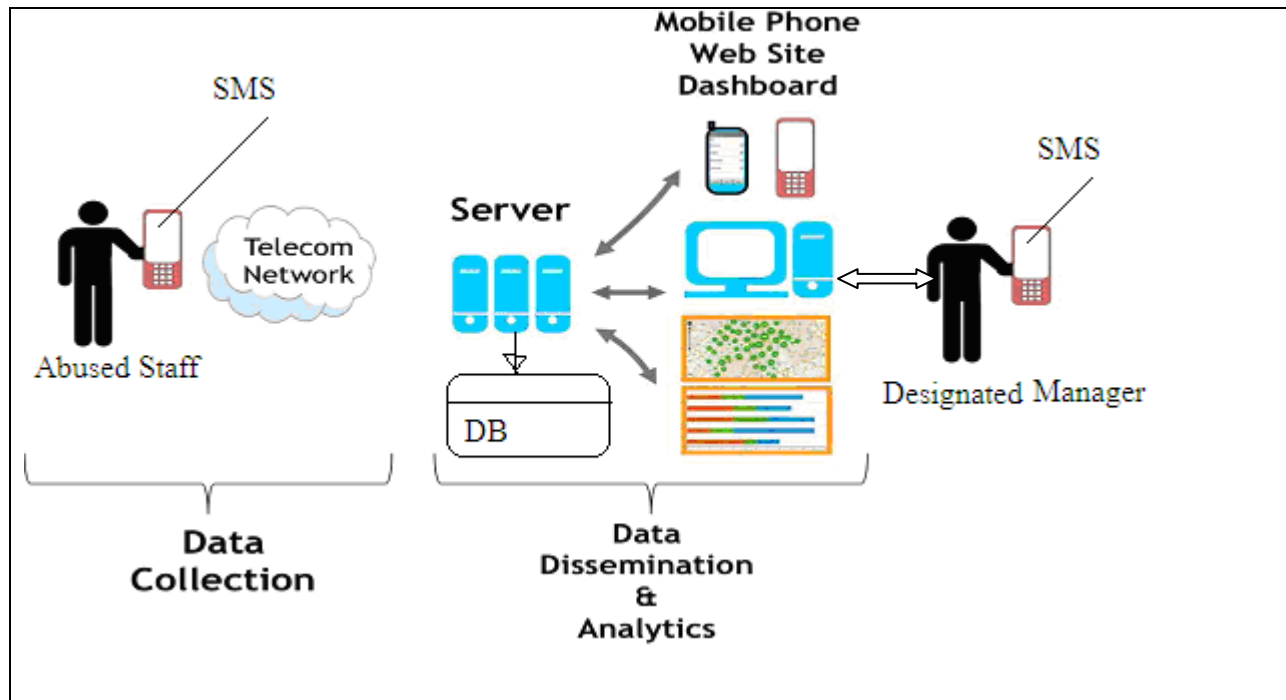 Mobile Phone
Web Site
Dashboard
SMS
SMS
Server
Telecom
Network
Abused Staff
Designated Manager
DB
Data
Collection
Data
Dissemination
&
Analytics